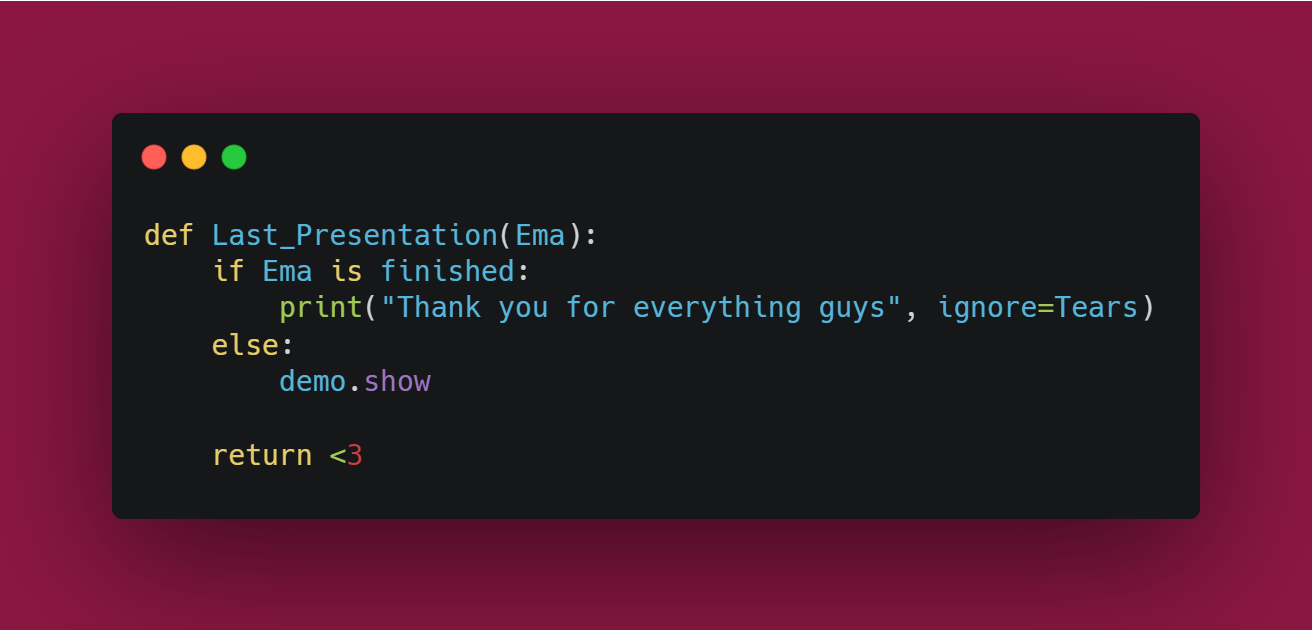 def Last_Presentation(Ema):
    if Ema is finished:
        print("Thank you for everything guys", ignore=Tears)
    else:
        demo.show
    return <3